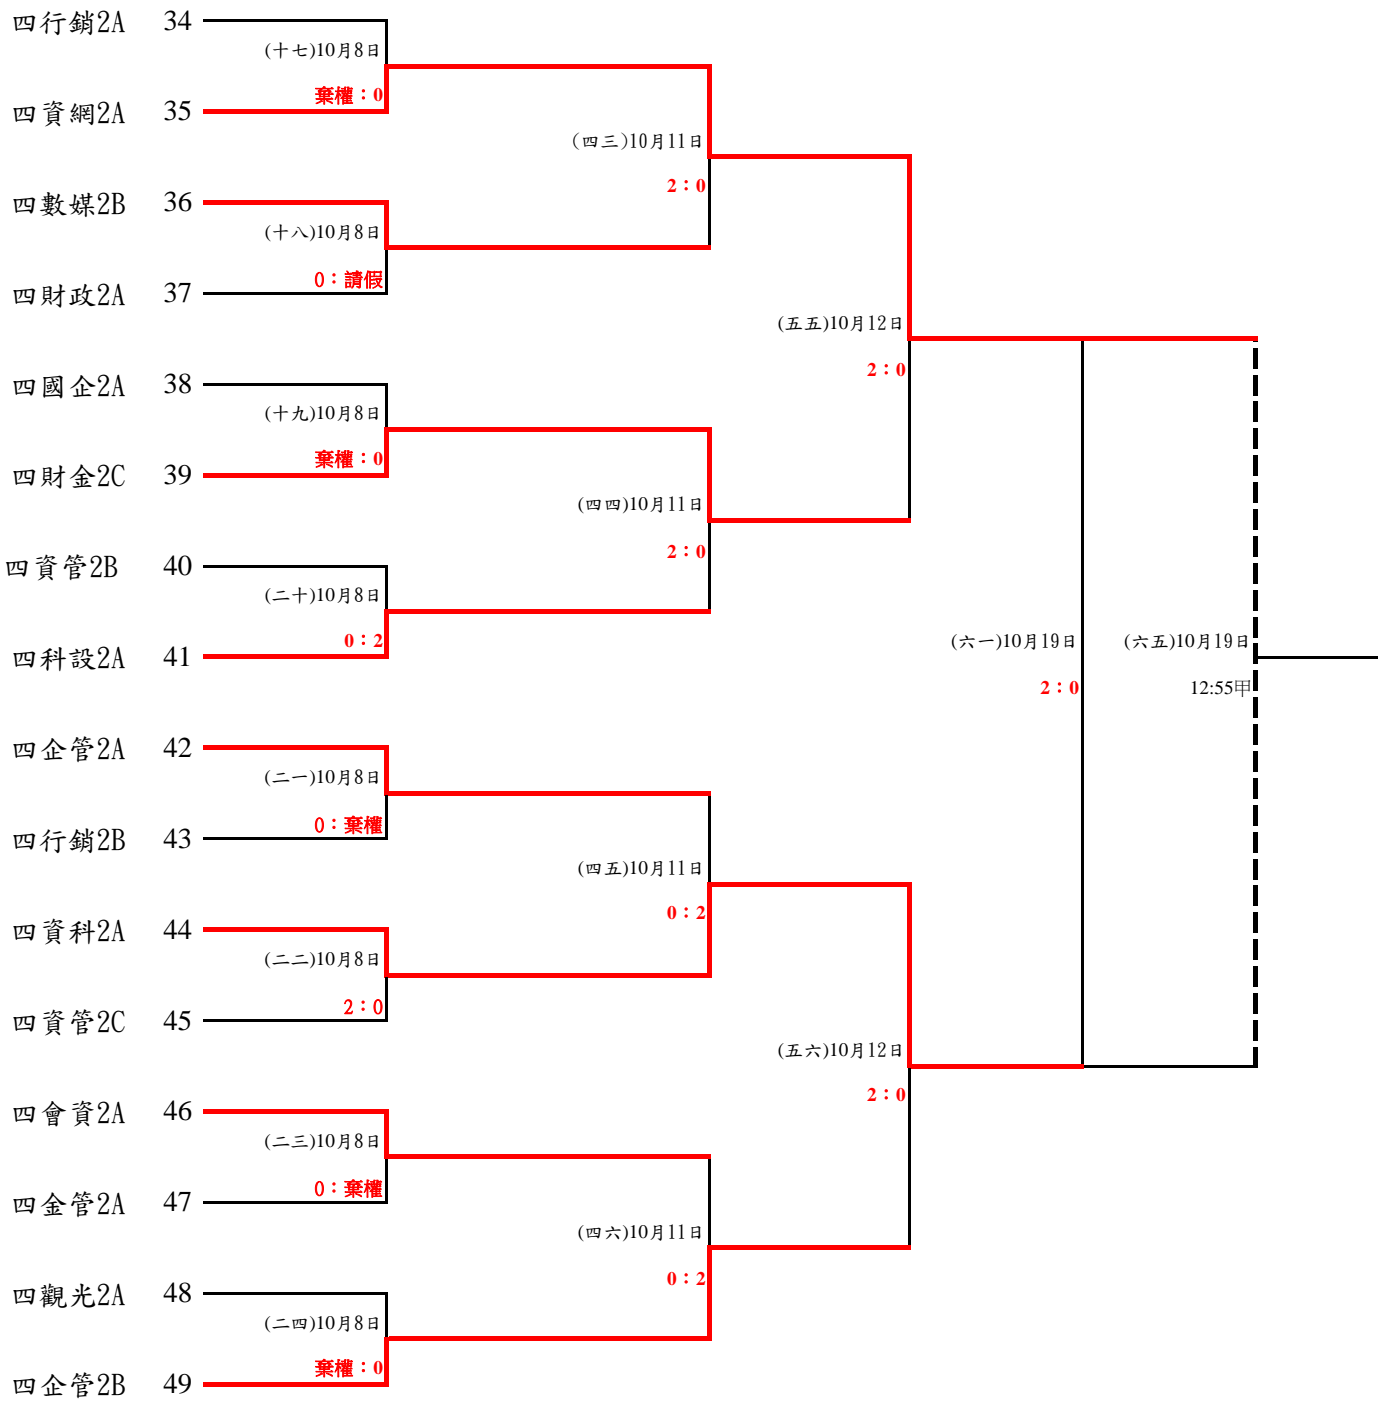 四行銷2A 34
(十七)10月8日
棄權：0
四資網2A 35
(四三)10月11日
2：0
四數媒2B 36
(十八)10月8日
0：請假
四財政2A 37
(五五)10月12日
2：0
四國企2A 38
(十九)10月8日
棄權：0
四財金2C 39
(四四)10月11日
2：0
四資管2B 40
(二十)10月8日
0：2
四科設2A 41
(六一)10月19日
2：0
(六五)10月19日
12:55甲
四企管2A 42
(二一)10月8日
0：棄權
四行銷2B 43
(四五)10月11日
0：2
四資科2A 44
(二二)10月8日
2：0
四資管2C 45
(五六)10月12日
2：0
四會資2A 46
(二三)10月8日
0：棄權
四金管2A 47
(四六)10月11日
0：2
四觀光2A 48
(二四)10月8日
棄權：0
四企管2B 49